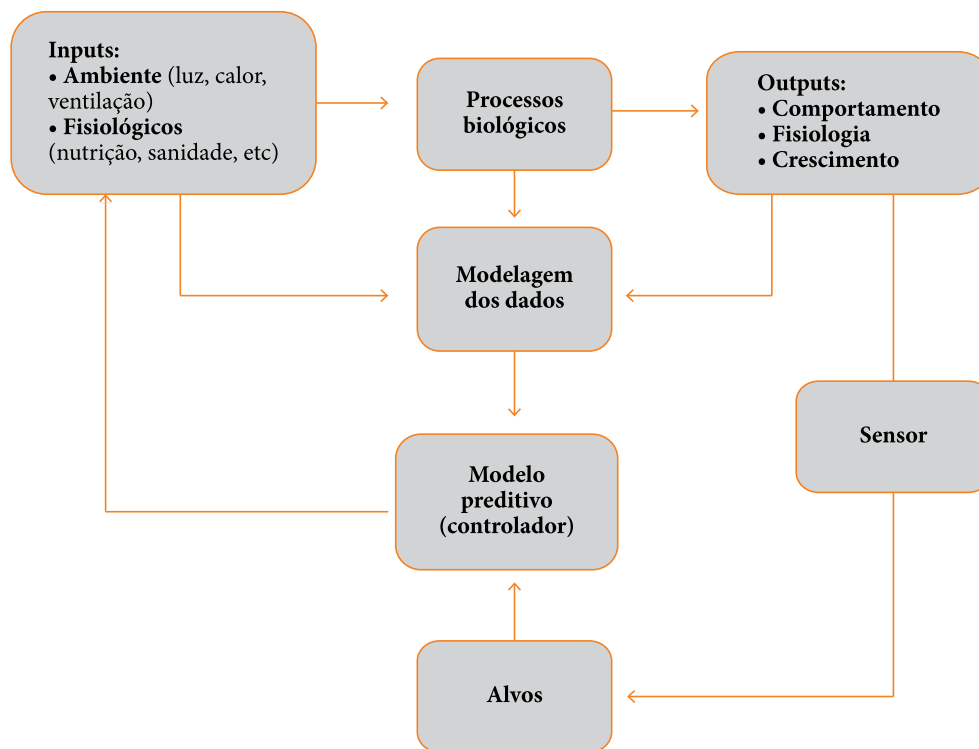 Inputs:
• Ambiente (luz, calor,
ventilação)
• Fisiológicos
(nutrição, sanidade, etc)
Processos
biológicos
Outputs:
• Comportamento
• Fisiologia
• Crescimento
Modelagem
dos dados
Sensor
Modelo
preditivo
(controlador)
Alvos